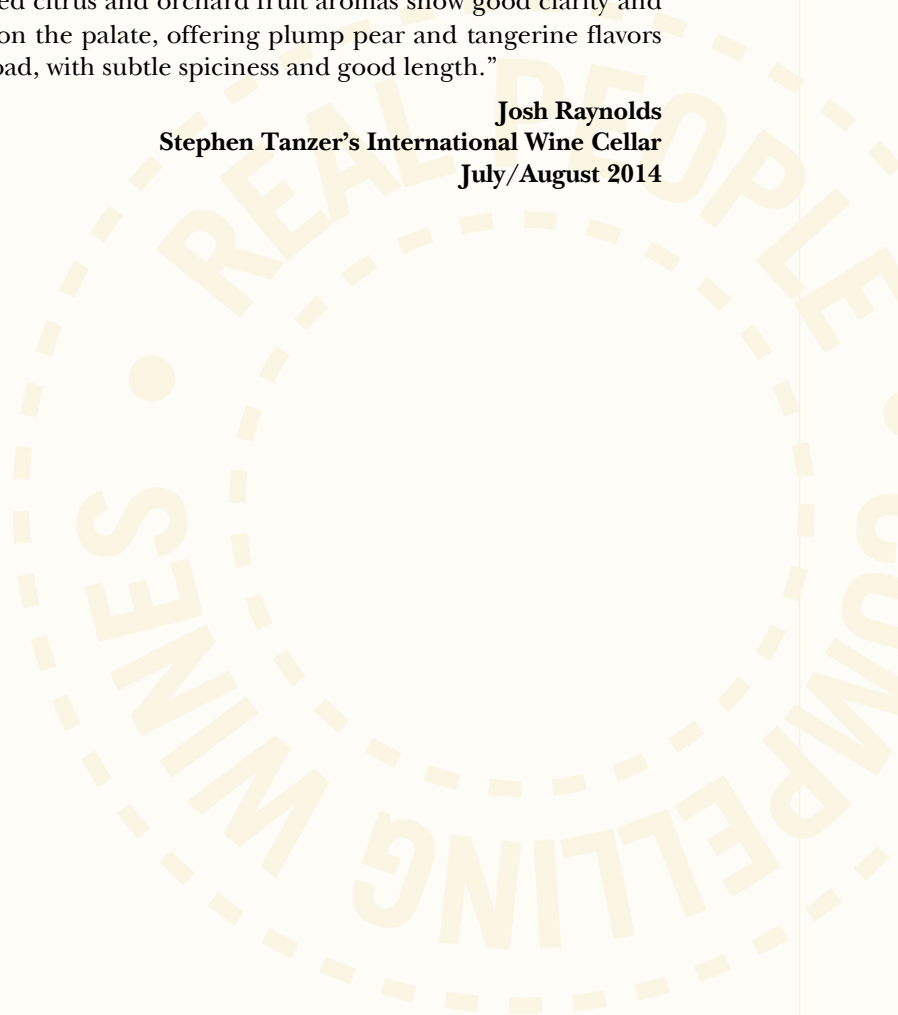 citrus and orchard fruit aromas show good clarity and
on the palate, offering plump pear and tangerine flavors
with subtle spiciness and good length.”
Josh Raynolds
Stephen Tanzer’s International Wine Cellar
July/August 2014
REAL PEOPLE • COMPELLING WINES •